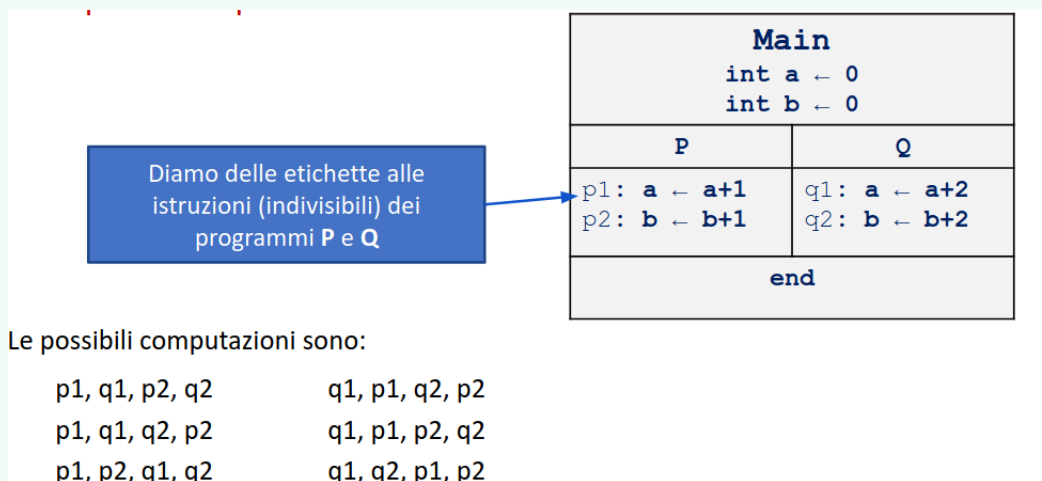 Main
int a ← 0
int b ← 0
P Q
Diamo delle etichette alle
istruzioni (indivisibili) dei
programmi P e Q
p1: a ← a+1 q1: a ← a+2
p2: b ← b+1 q2: b ← b+2
end
Le possibili computazioni sono:
p1, q1, p2, q2 q1, p1, q2, p2
p1, q1, q2, p2 q1, p1, p2, q2
p1, p2, q1, q2 q1, q2, p1, p2